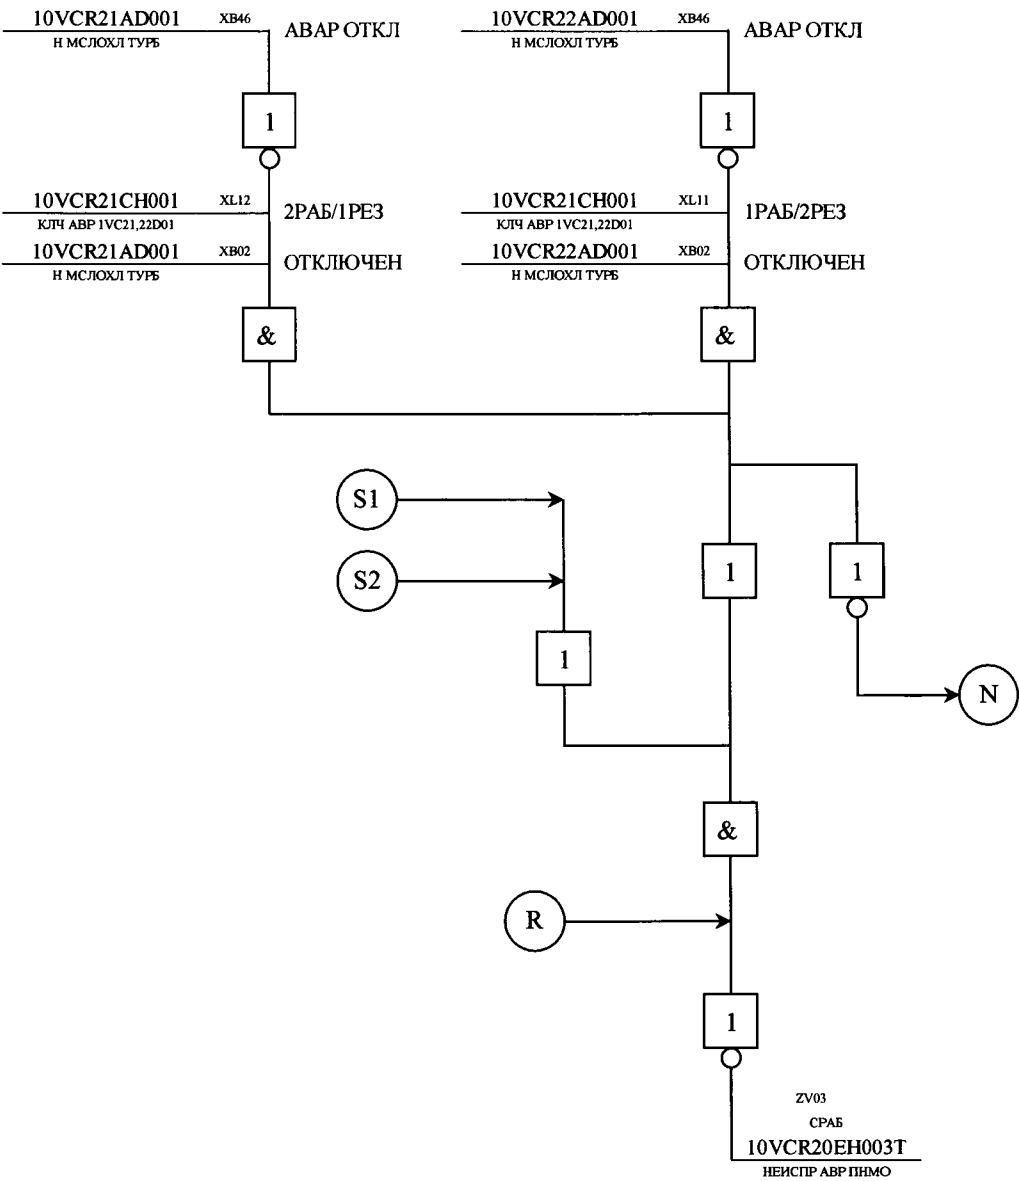 10VCR21AD001 XB46 АВАР ОТКЛ
Н МСЛОХЛ ТУРБ
10VCR22AD001 XB46 АВАР ОТКЛ
Н МСЛОХЛ ТУРБ
1
1
10VCR21CH001 XL12 2РАБ/1РЕЗ
КЛЧ АВР 1VC21,22D01
10VCR21CH001 XL11 1РАБ/2РЕЗ
КЛЧ АВР 1VC21,22D01
10VCR21AD001 XB02 ОТКЛЮЧЕН
Н МСЛОХЛ ТУРБ
10VCR22AD001 XB02 ОТКЛЮЧЕН
Н МСЛОХЛ ТУРБ
&
&
S1
S2
1
1
1
N
&
R
1
ZV03
СРАБ
10VCR20EH003T
НЕИСПР АВР ПНМО